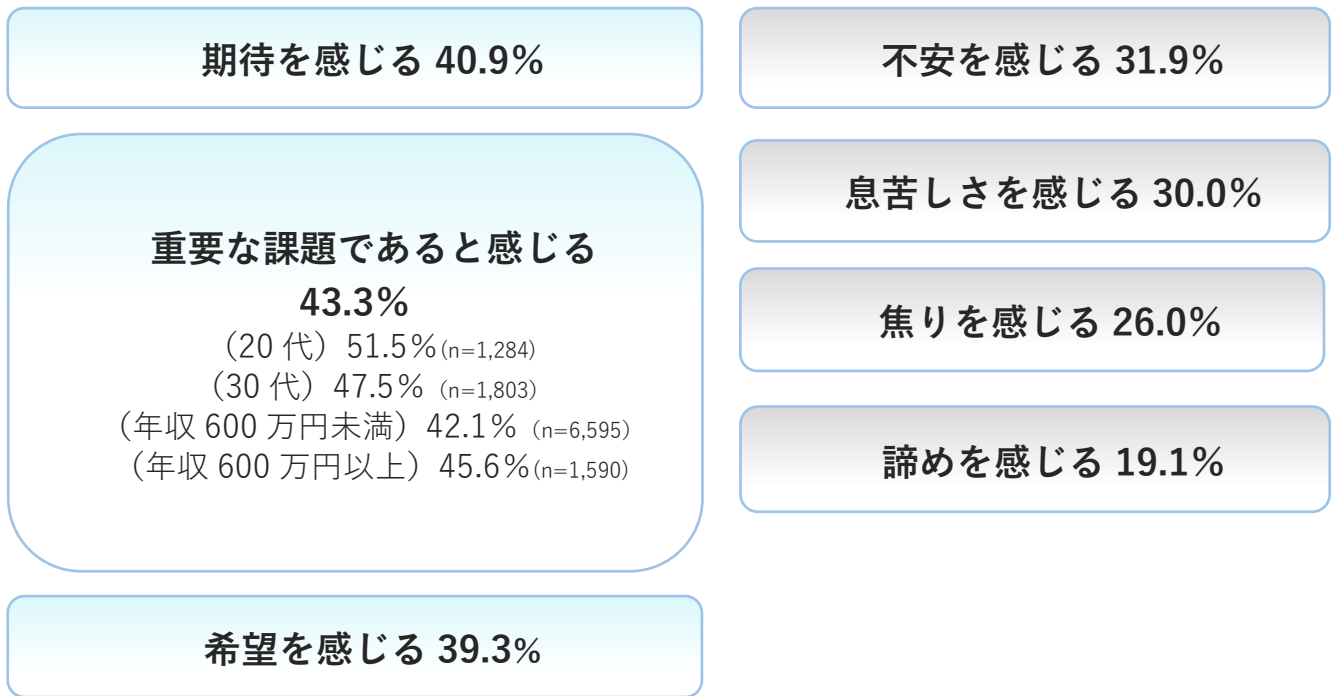 期待を感じる 40.9%
重要な課題であると感じる
43.3%
（20 代）51.5%(n=1,284)
（30 代）47.5% （n=1,803)
（年収 600 万円未満）42.1% （n=6,595)
（年収 600 万円以上）45.6%(n=1,590)
希望を感じる 39.3%
不安を感じる 31.9%
息苦しさを感じる 30.0%
焦りを感じる 26.0%
諦めを感じる 19.1%